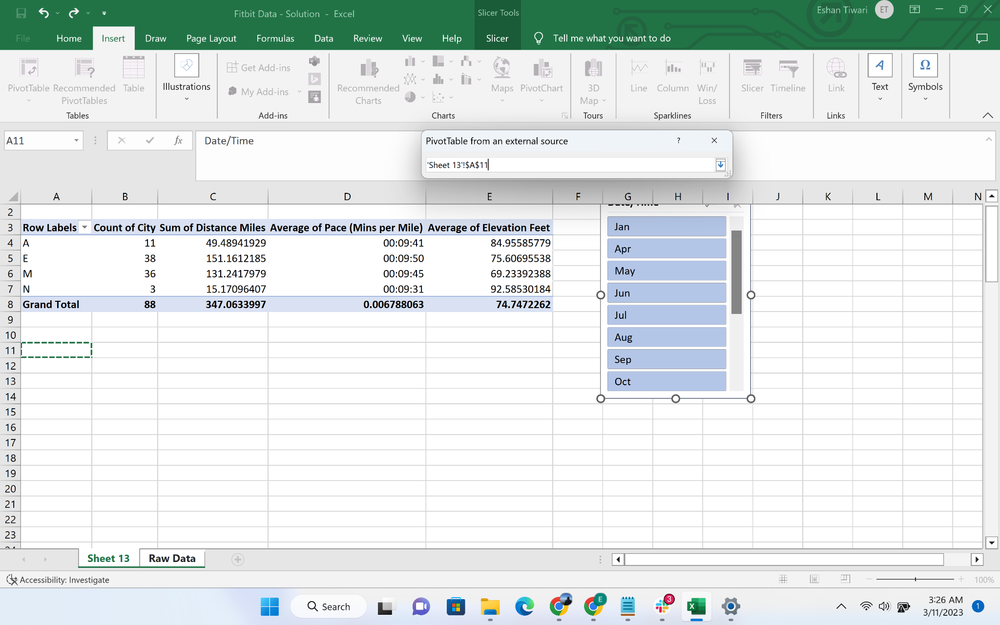 Fitbit Data - Solution - Excel
Slicer Tools
Eshan Tiwari
ET
File Home Insert Draw Page Layout Formulas Data Review View Help Slicer Tell me what you want to do
PivotTable
Recommended PivotTables
Table
Tables
Illustrations
Get Add-ins
My Add-ins
Add-ins
Recommended Charts
Maps
PivotChart
Charts
3D Map
Tours
Line
Column
Win/ Loss
Sparklines
Slicer
Timeline
Filters
Link
Links
Text
Symbols
A11
fx
Date/Time
PivotTable from an external source ?
'Sheet 13'!$A$11
A B C D E F G H I J K L M N
2
3 Row Labels Count of City Sum of Distance Miles Average of Pace (Mins per Mile) Average of Elevation Feet
4 A 11 49.48941929 00:09:41 84.95585779
5 E 38 151.1612185 00:09:50 75.60695538
6 M 36 131.2417979 00:09:45 69.23392388
7 N 3 15.17096407 00:09:31 92.58530184
8 Grand Total 88 347.0633997 0.006788063 74.7472262
9
10
11
12
13
14
15
16
17
18
19
20
21
22
23
Jan
Apr
May
Jun
Jul
Aug
Sep
Oct
Sheet 13 Raw Data
Accessibility: Investigate
100%
Search
E
3
3:26 AM
3/11/2023
1